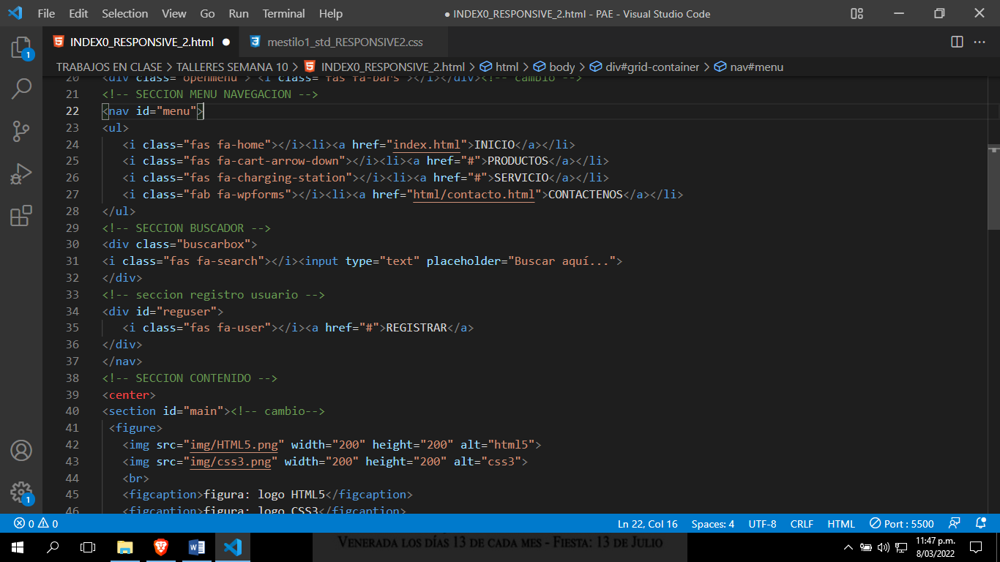 File Edit Selection View Go Run Terminal Help
● INDEX0_RESPONSIVE_2.html - PAE - Visual Studio Code
INDEX0_RESPONSIVE_2.html ●
mestilo1_std_RESPONSIVE2.css
TRABAJOS EN CLASE > TALLERES SEMANA 10 > INDEX0_RESPONSIVE_2.html > html > body > div#grid-container > nav#menu
20 <div class="openmenu"> <i class="fas fa-bars"></i></div><!-- cambio -->
21 <!-- SECCION MENU NAVEGACION -->
22 <nav id="menu">
23 <ul>
24 <i class="fas fa-home"></i><li><a href="index.html">INICIO</a></li>
25 <i class="fas fa-cart-arrow-down"></i><li><a href="#">PRODUCTOS</a></li>
26 <i class="fas fa-charging-station"></i><li><a href="#">SERVICIO</a></li>
27 <i class="fab fa-wpforms"></i><li><a href="html/contacto.html">CONTACTENOS</a></li>
28 </ul>
29 <!-- SECCION BUSCADOR -->
30 <div class="buscarbox">
31 <i class="fas fa-search"></i><input type="text" placeholder="Buscar aquí...">
32 </div>
33 <!-- seccion registro usuario -->
34 <div id="reguser">
35 <i class="fas fa-user"></i><a href="#">REGISTRAR</a>
36 </div>
37 </nav>
38 <!-- SECCION CONTENIDO -->
39 <center>
40 <section id="main"><!-- cambio-->
41 <figure>
42 <img src="img/HTML5.png" width="200" height="200" alt="html5">
43 <img src="img/css3.png" width="200" height="200" alt="css3">
44 <br>
45 <figcaption>figura: logo HTML5</figcaption>
46 <figcaption>figura: logo CSS3</figcaption>
1
1
0 0
Ln 22, Col 16 Spaces: 4 UTF-8 CRLF HTML Port : 5500
VENERADA LOS DÍAS 13 DE CADA MES - FIESTA: 13 DE JULIO
11:47 p.m.
8/03/2022